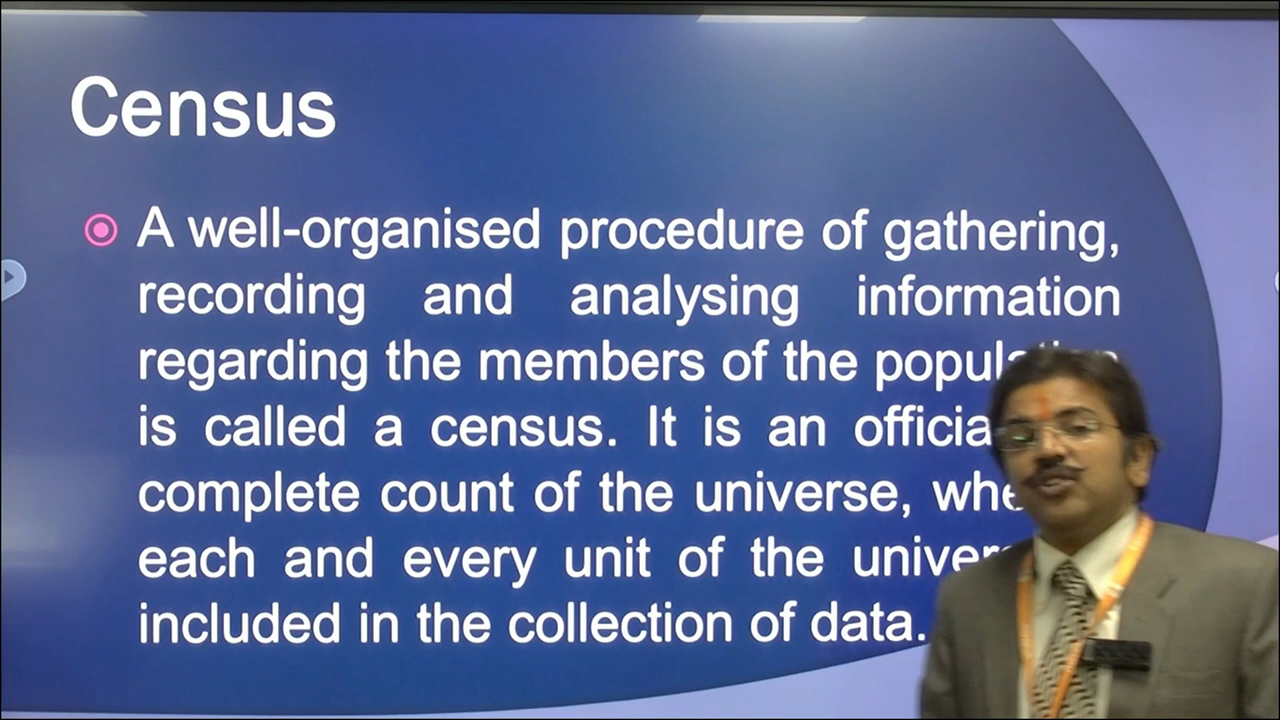 Census
A well-organised procedure of gathering,
recording and analysing information
regarding the members of the
is called a census. It is an
complete count of the universe,
each and every unit of the
included in the collection of data.